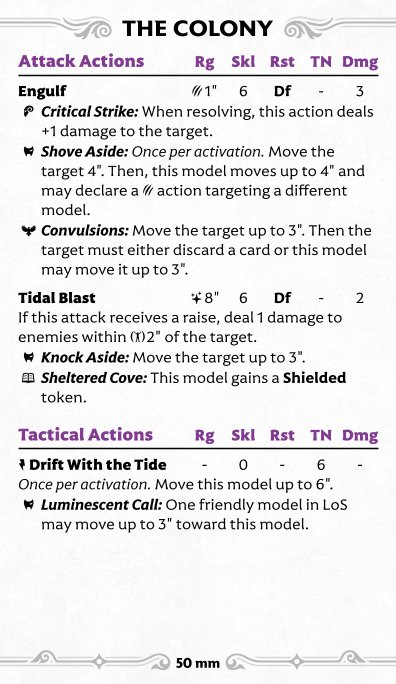 THE COLONY
Attack Actions Rg Skl Rst TN Dmg
Engulf 1" 6 Df - 3
Critical Strike: When resolving, this action deals
+1 damage to the target.
Shove Aside: Once per activation. Move the
target 4". Then, this model moves up to 4" and
may declare a action targeting a different
model.
Convulsions: Move the target up to 3". Then the
target must either discard a card or this model
may move it up to 3".
Tidal Blast 8" 6 Df - 2
If this attack receives a raise, deal 1 damage to
enemies within 2" of the target.
Knock Aside: Move the target up to 3".
Sheltered Cove: This model gains a Shielded
token.
Tactical Actions Rg Skl Rst TN Dmg
Drift With the Tide - 0 - 6 -
Once per activation. Move this model up to 6".
Luminescent Call: One friendly model in LoS
may move up to 3" toward this model.
50 mm